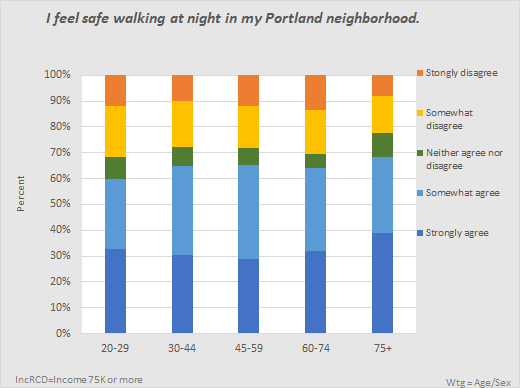 I feel safe walking at night in my Portland neighborhood.
100%
90%
80%
70%
60%
50%
40%
30%
20%
10%
0%
Percent
20-29 30-44 45-59 60-74 75+
Stongly disagree
Somewhat
disagree
Neither agree nor
disagree
Somewhat agree
Strongly agree
IncRCD=Income 75K or more
Wtg = Age/Sex